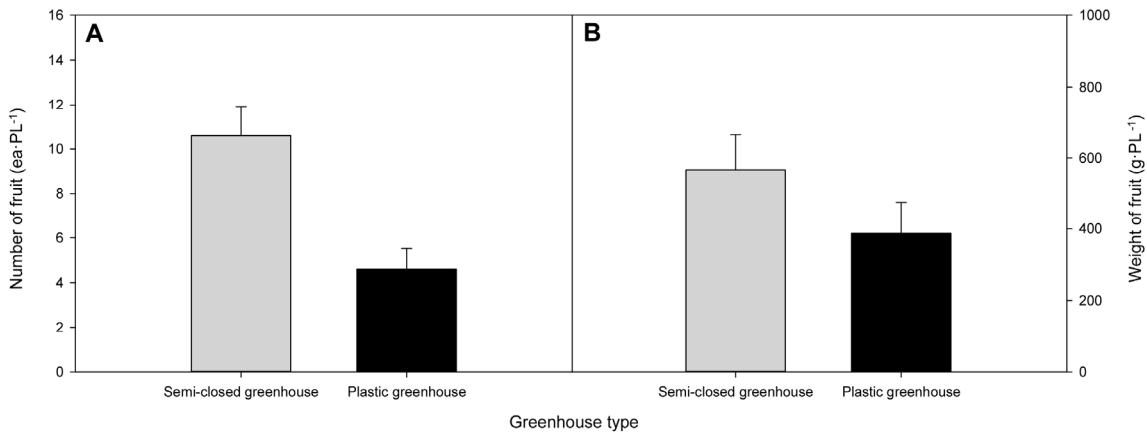 A
B
Number of fruit (ea·PL⁻¹)
16
14
12
10
8
6
4
2
0
Semi-closed greenhouse
Plastic greenhouse
Semi-closed greenhouse
Plastic greenhouse
1000
800
600
400
200
0
Weight of fruit (g·PL⁻¹)
Greenhouse type